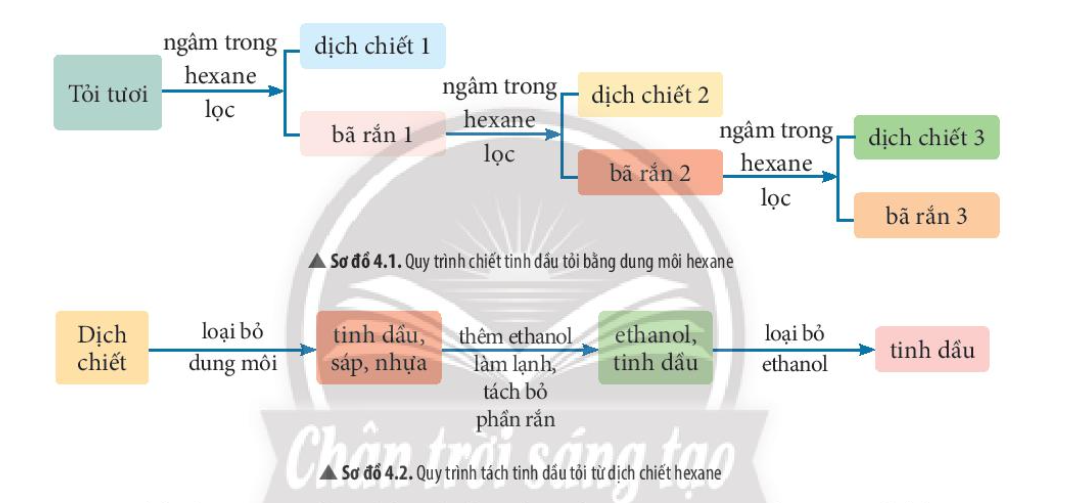 Tỏi tươi
ngâm trong
hexane
lọc
dịch chiết 1
bã rắn 1
ngâm trong
hexane
lọc
dịch chiết 2
bã rắn 2
ngâm trong
hexane
lọc
dịch chiết 3
bã rắn 3
▲ Sơ đồ 4.1. Quy trình chiết tinh dầu tỏi bằng dung môi hexane
Dịch
chiết
loại bỏ
dung môi
tinh dầu,
sáp, nhựa
thêm ethanol
làm lạnh,
tách bỏ
phần rắn
ethanol,
tinh dầu
loại bỏ
ethanol
tinh dầu
Chân trời sáng tạo
▲ Sơ đồ 4.2. Quy trình tách tinh dầu tỏi từ dịch chiết hexane